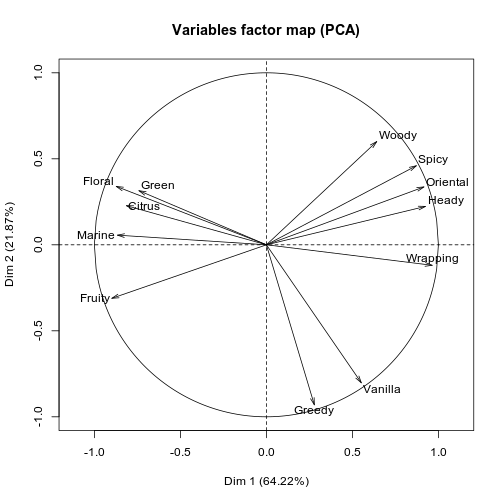 Variables factor map (PCA)
1.0
0.5
0.0
-0.5
-1.0
Dim 2 (21.87%)
Woody
Spicy
Floral
Green
Oriental
Citrus
Heady
Marine
Wrapping
Fruity
Vanilla
Greedy
-1.0 -0.5 0.0 0.5 1.0
Dim 1 (64.22%)